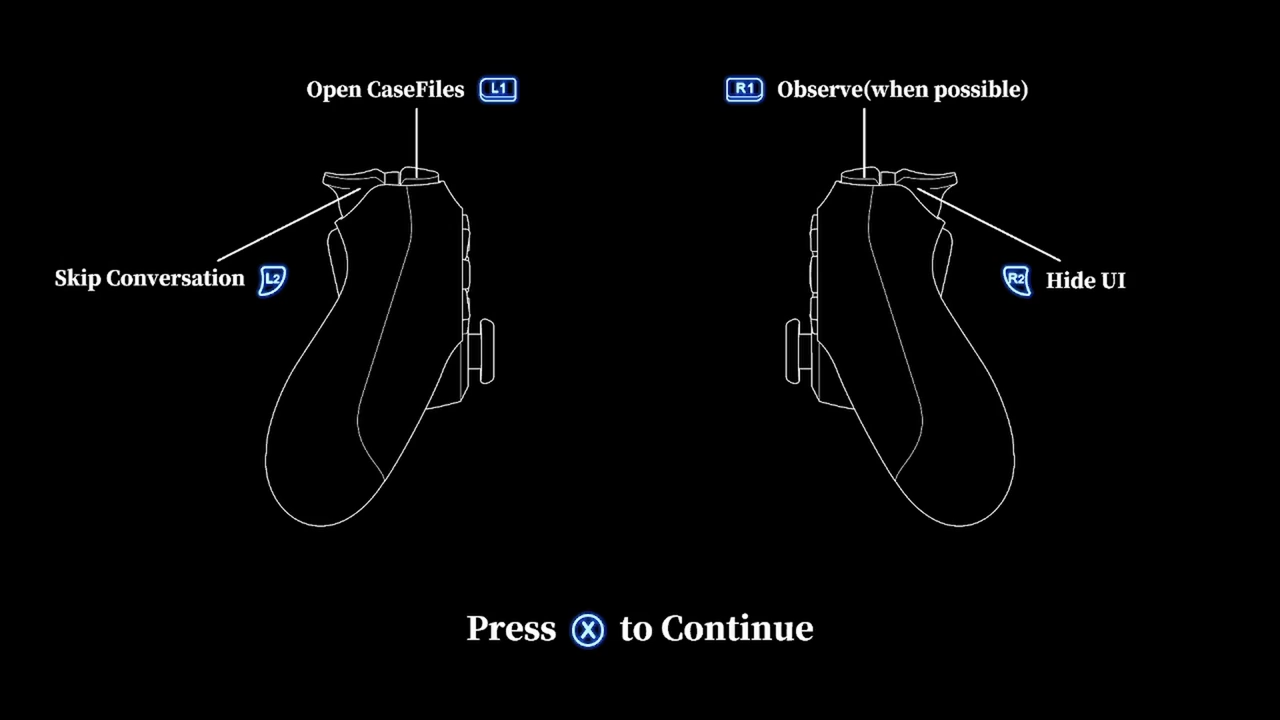 Open CaseFiles L1
R1 Observe(when possible)
Skip Conversation L2
R2 Hide UI
Press X to Continue